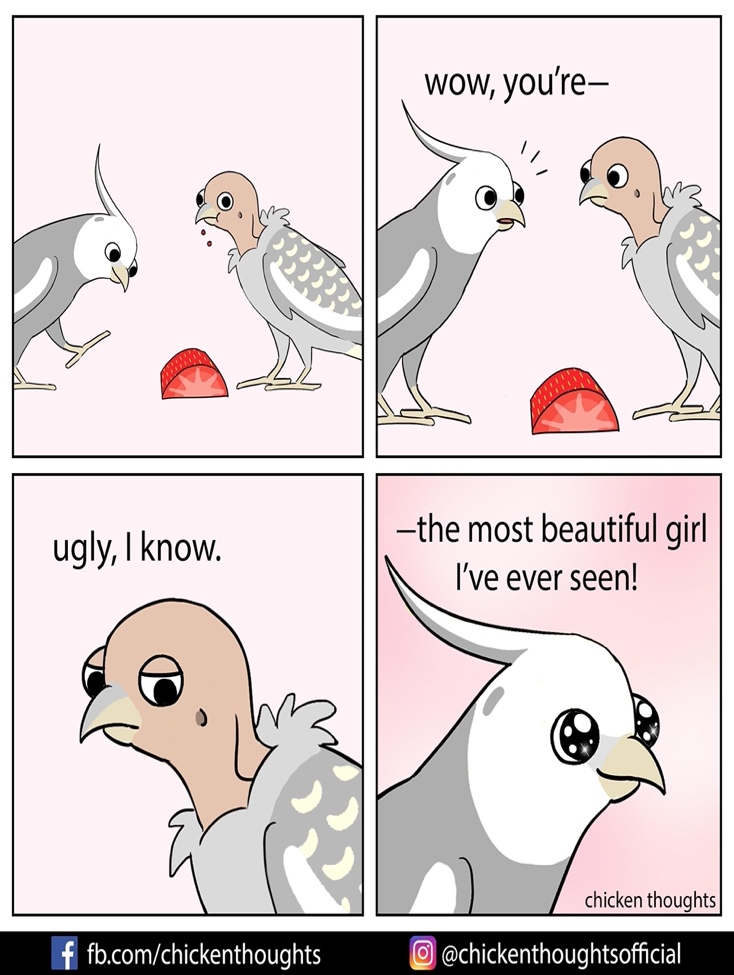 wow, you're—
ugly, I know.
—the most beautiful girl
I've ever seen!
chicken thoughts
fb.com/chickenthoughts
@chickenthoughtsofficial